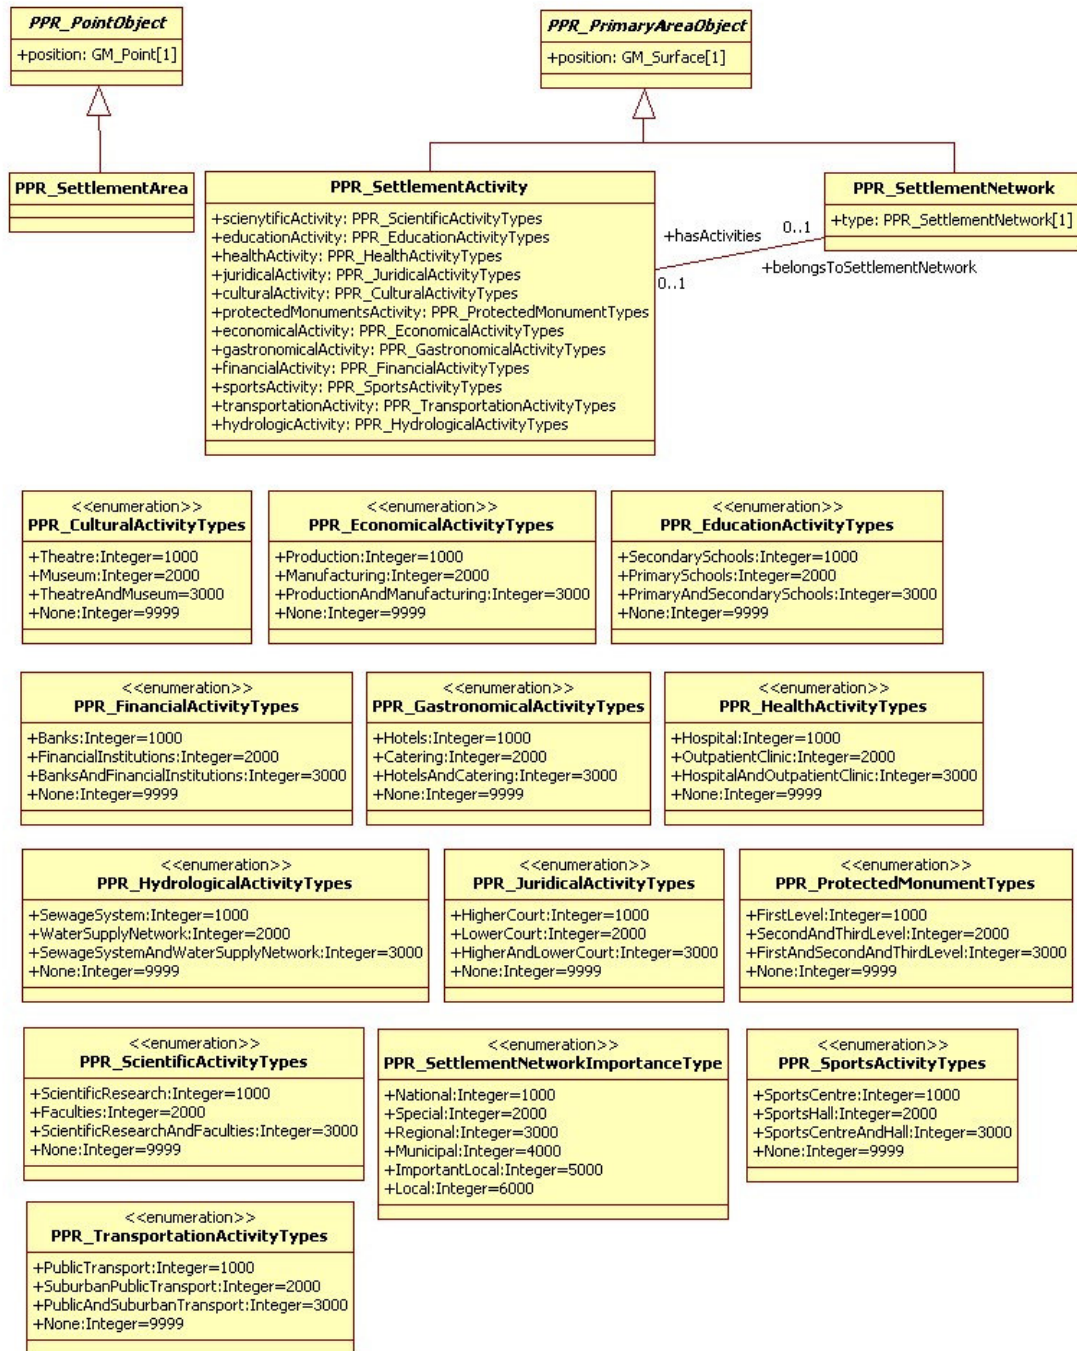 PPR_PointObject
+position: GM_Point[1]
PPR_PrimaryAreaObject
+position: GM_Surface[1]
PPR_SettlementArea
PPR_SettlementActivity
+scienytificActivity: PPR_ScientificActivityTypes
+educationActivity: PPR_EducationActivityTypes
+healthActivity: PPR_HealthActivityTypes
+juridicalActivity: PPR_JuridicalActivityTypes
+culturalActivity: PPR_CulturalActivityTypes
+protectedMonumentsActivity: PPR_ProtectedMonumentTypes
+economicalActivity: PPR_EconomicalActivityTypes
+gastronomicalActivity: PPR_GastronomicalActivityTypes
+financialActivity: PPR_FinancialActivityTypes
+sportsActivity: PPR_SportsActivityTypes
+transportationActivity: PPR_TransportationActivityTypes
+hydrologicActivity: PPR_HydrologicalActivityTypes
+hasActivities
0..1
+belongsToSettlementNetwork
0..1
PPR_SettlementNetwork
+type: PPR_SettlementNetwork[1]
<<enumeration>>
PPR_CulturalActivityTypes
+Theatre:Integer=1000
+Museum:Integer=2000
+TheatreAndMuseum=3000
+None:Integer=9999
<<enumeration>>
PPR_EconomicalActivityTypes
+Production:Integer=1000
+Manufacturing:Integer=2000
+ProductionAndManufacturing:Integer=3000
+None:Integer=9999
<<enumeration>>
PPR_EducationActivityTypes
+SecondarySchools:Integer=1000
+PrimarySchools:Integer=2000
+PrimaryAndSecondarySchools:Integer=3000
+None:Integer=9999
<<enumeration>>
PPR_FinancialActivityTypes
+Banks:Integer=1000
+FinancialInstitutions:Integer=2000
+BanksAndFinancialInstitutions:Integer=3000
+None:Integer=9999
<<enumeration>>
PPR_GastronomicalActivityTypes
+Hotels:Integer=1000
+Catering:Integer=2000
+HotelsAndCatering:Integer=3000
+None:Integer=9999
<<enumeration>>
PPR_HealthActivityTypes
+Hospital:Integer=1000
+OutpatientClinic:Integer=2000
+HospitalAndOutpatientClinic:Integer=3000
+None:Integer=9999
<<enumeration>>
PPR_HydrologicalActivityTypes
+SewageSystem:Integer=1000
+WaterSupplyNetwork:Integer=2000
+SewageSystemAndWaterSupplyNetwork:Integer=3000
+None:Integer=9999
<<enumeration>>
PPR_JuridicalActivityTypes
+HigherCourt:Integer=1000
+LowerCourt:Integer=2000
+HigherAndLowerCourt:Integer=3000
+None:Integer=9999
<<enumeration>>
PPR_ProtectedMonumentTypes
+FirstLevel:Integer=1000
+SecondAndThirdLevel:Integer=2000
+FirstAndSecondAndThirdLevel:Integer=3000
+None:Integer=9999
<<enumeration>>
PPR_ScientificActivityTypes
+ScientificResearch:Integer=1000
+Faculties:Integer=2000
+ScientificResearchAndFaculties:Integer=3000
+None:Integer=9999
<<enumeration>>
PPR_SettlementNetworkImportanceType
+National:Integer=1000
+Special:Integer=2000
+Regional:Integer=3000
+Municipal:Integer=4000
+ImportantLocal:Integer=5000
+Local:Integer=6000
<<enumeration>>
PPR_SportsActivityTypes
+SportsCentre:Integer=1000
+SportsHall:Integer=2000
+SportsCentreAndHall:Integer=3000
+None:Integer=9999
<<enumeration>>
PPR_TransportationActivityTypes
+PublicTransport:Integer=1000
+SuburbanPublicTransport:Integer=2000
+PublicAndSuburbanTransport:Integer=3000
+None:Integer=9999